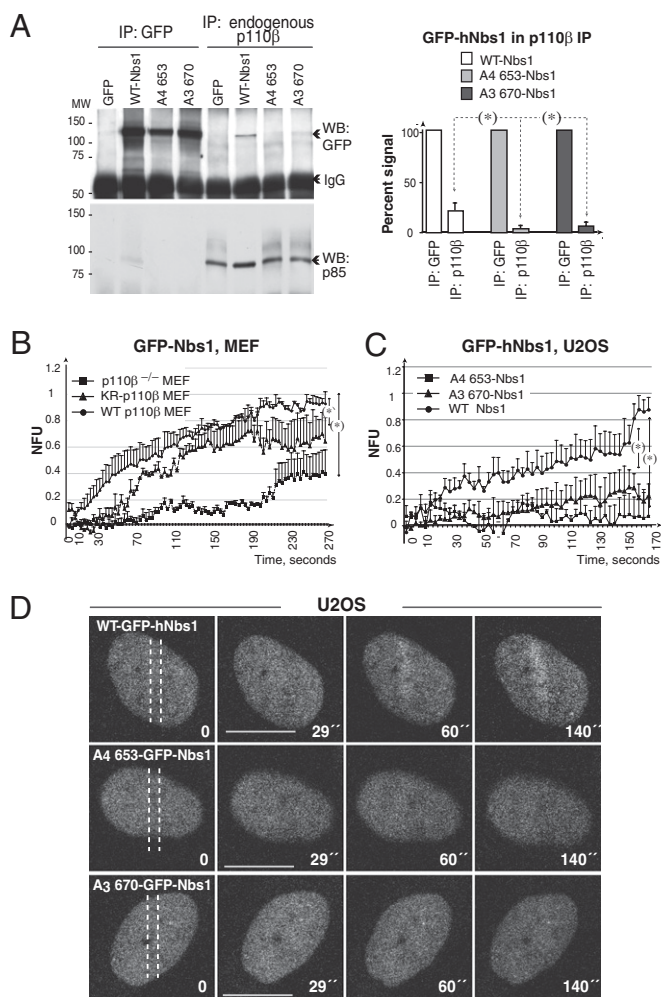 A
IP: GFP
IP: endogenous
p110β
MW
GFP
WT-Nbs1
A4 653
A3 670
GFP
WT-Nbs1
A4 653
A3 670
150
100
75
50
WB:
GFP
IgG
150
100
75
WB:
p85
GFP-hNbs1 in p110β IP
WT-Nbs1
A4 653-Nbs1
A3 670-Nbs1
(*)
(*)
Percent signal
100
50
0
IP: GFP
IP: p110β
IP: GFP
IP: p110β
IP: GFP
IP: p110β
B
GFP-Nbs1, MEF
p110β −/− MEF
KR-p110β MEF
WT p110β MEF
NFU
1.2
1
0.8
0.6
0.4
0.2
0
(*)
(*)
0
10
30
70
110
150
190
230
270
Time, seconds
C
GFP-hNbs1, U2OS
A4 653-Nbs1
A3 670-Nbs1
WT Nbs1
1.2
1
0.8
0.6
0.4
0.2
0
(*)
(*)
0
10
30
50
70
90
110
130
150
170
Time, seconds
D
U2OS
WT-GFP-hNbs1
0
29´´
60´´
140´´
A4 653-GFP-Nbs1
0
29´´
60´´
140´´
A3 670-GFP-Nbs1
0
29´´
60´´
140´´